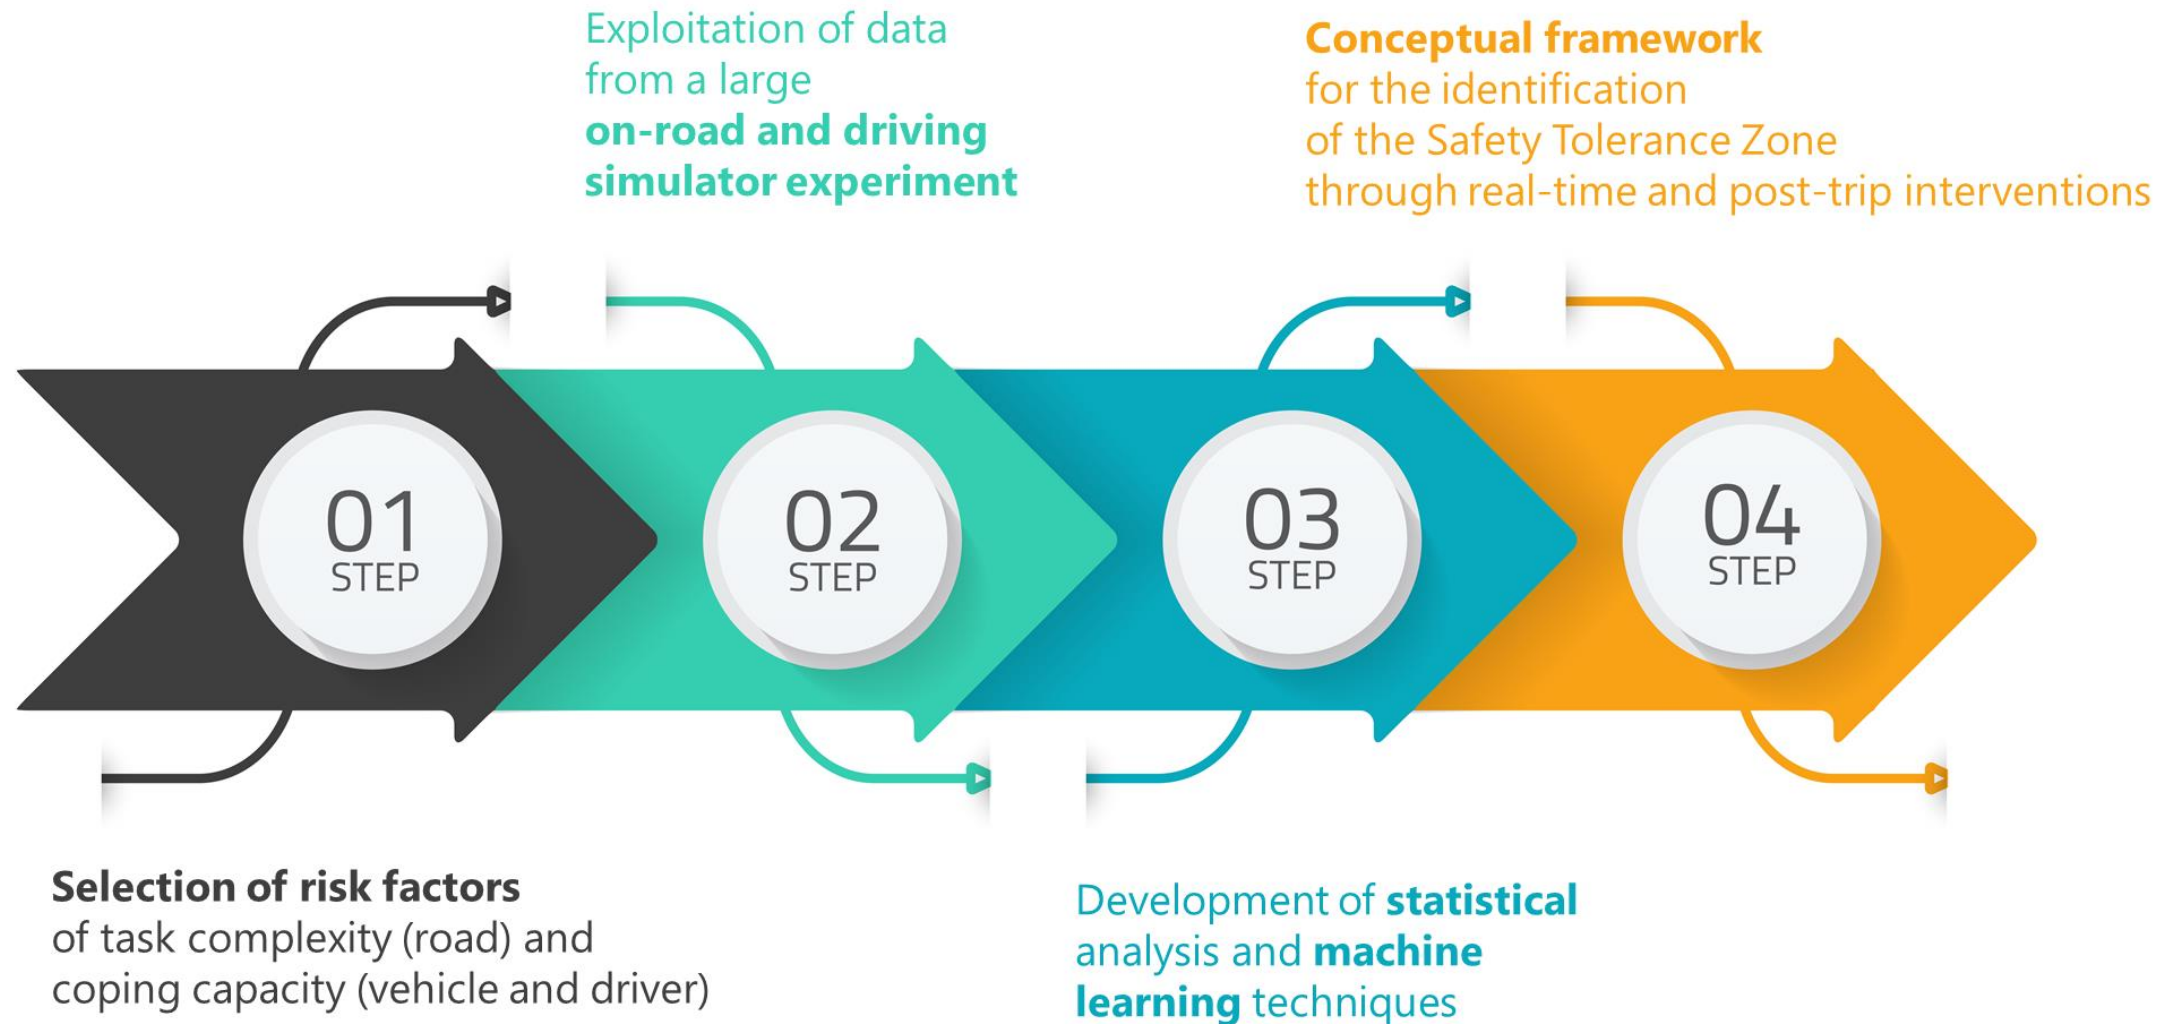 Exploitation of data
from a large
on-road and driving
simulator experiment
Conceptual framework
for the identification
of the Safety Tolerance Zone
through real-time and post-trip interventions
01
STEP
02
STEP
03
STEP
04
STEP
Selection of risk factors
of task complexity (road) and
coping capacity (vehicle and driver)
Development of statistical
analysis and machine
learning techniques